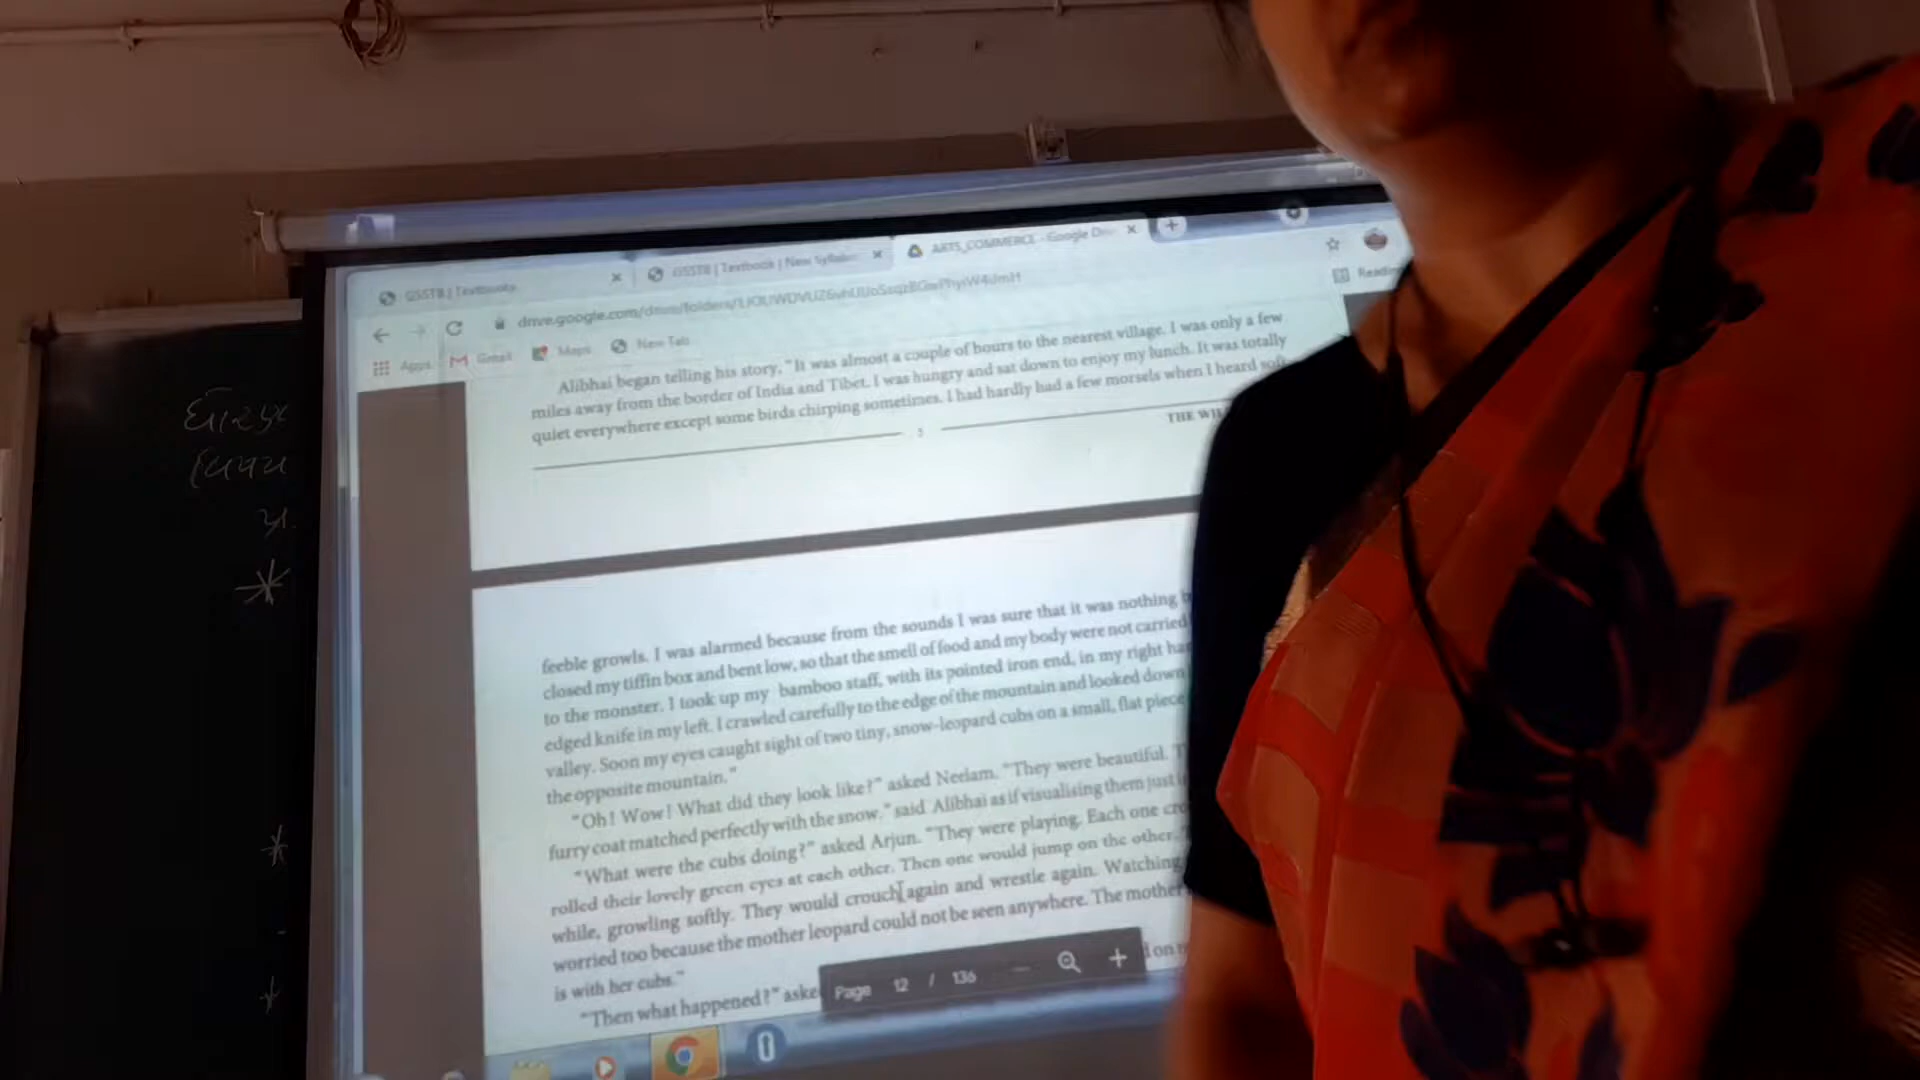 GSSTB | Textbooks
GSSTB | Textbook | New Syllabus
ARTS_COMMERCE - Google Dri
drive.google.com/drive/folders/
Reading
Apps
Gmail
Maps
New Tab
Alibhai began telling his story, "It was almost a couple of hours to the nearest village. I was only a few
miles away from the border of India and Tibet. I was hungry and sat down to enjoy my lunch. It was totally
quiet everywhere except some birds chirping sometimes. I had hardly had a few morsels when I heard soft
5
THE WIL
feeble growls. I was alarmed because from the sounds I was sure that it was nothing b
closed my tiffin box and bent low, so that the smell of food and my body were not carried
to the monster. I took up my bamboo staff, with its pointed iron end, in my right han
edged knife in my left. I crawled carefully to the edge of the mountain and looked down
valley. Soon my eyes caught sight of two tiny, snow-leopard cubs on a small, flat piece
the opposite mountain."
"Oh! Wow! What did they look like?" asked Neelam. "They were beautiful. T
furry coat matched perfectly with the snow." said Alibhai as if visualising them just
"What were the cubs doing?" asked Arjun. "They were playing. Each one cro
rolled their lovely green eyes at each other. Then one would jump on the other.
while, growling softly. They would crouch again and wrestle again. Watching
worried too because the mother leopard could not be seen anywhere. The mother
is with her cubs."
"Then what happened?" aske
Page 12 / 136